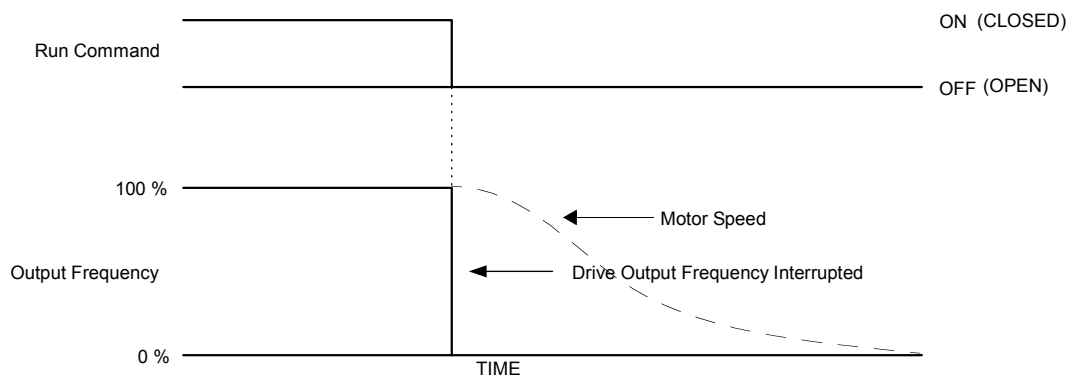 ON (CLOSED)
Run Command
OFF (OPEN)
100 %
Motor Speed
Output Frequency
Drive Output Frequency Interrupted
0 %
TIME